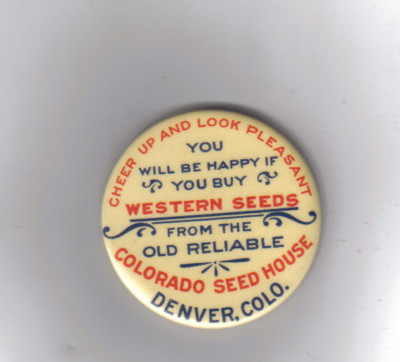 CHEER UP AND LOOK PLEASANT
YOU
WILL BE HAPPY IF
YOU BUY
WESTERN SEEDS
FROM THE
OLD RELIABLE
COLORADO SEED HOUSE
DENVER, COLO.